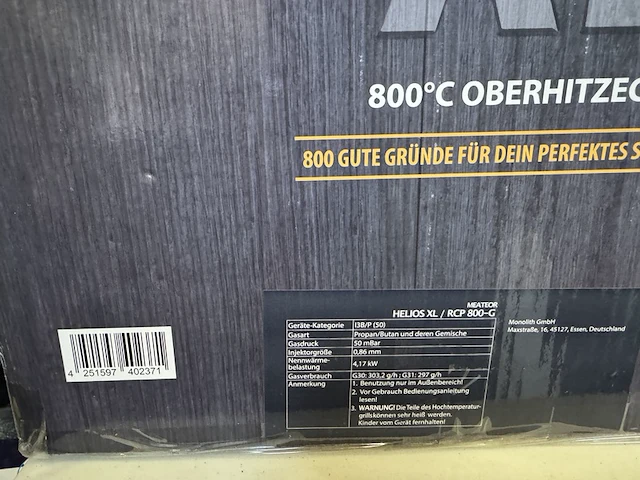 800°C OBERHITZEG
800 GUTE GRÜNDE FÜR DEIN PERFEKTES S
METEOR
HELIOS XL / RCP 800-G
Geräte-Kategorie I3B/P (50)
Gasart Propan/Butan und deren Gemische
Gasdruck 50 mBar
Injektorgröße 0,86 mm
Nennwärme-
belastung 4,17 kW
Gasverbrauch G30: 303,2 g/h ; G31: 297 g/h
Anmerkung 1. Benutzung nur im Außenbereich!
2. Vor Gebrauch Bedienungsanleitung
lesen!
3. WARNUNG! Die Teile des Hochtemperatur-
grills können sehr heiß werden.
Kinder vom Gerät fernhalten!
Monolith GmbH
Maxstraße, 16, 45127, Essen, Deutschland
4 251597 402371